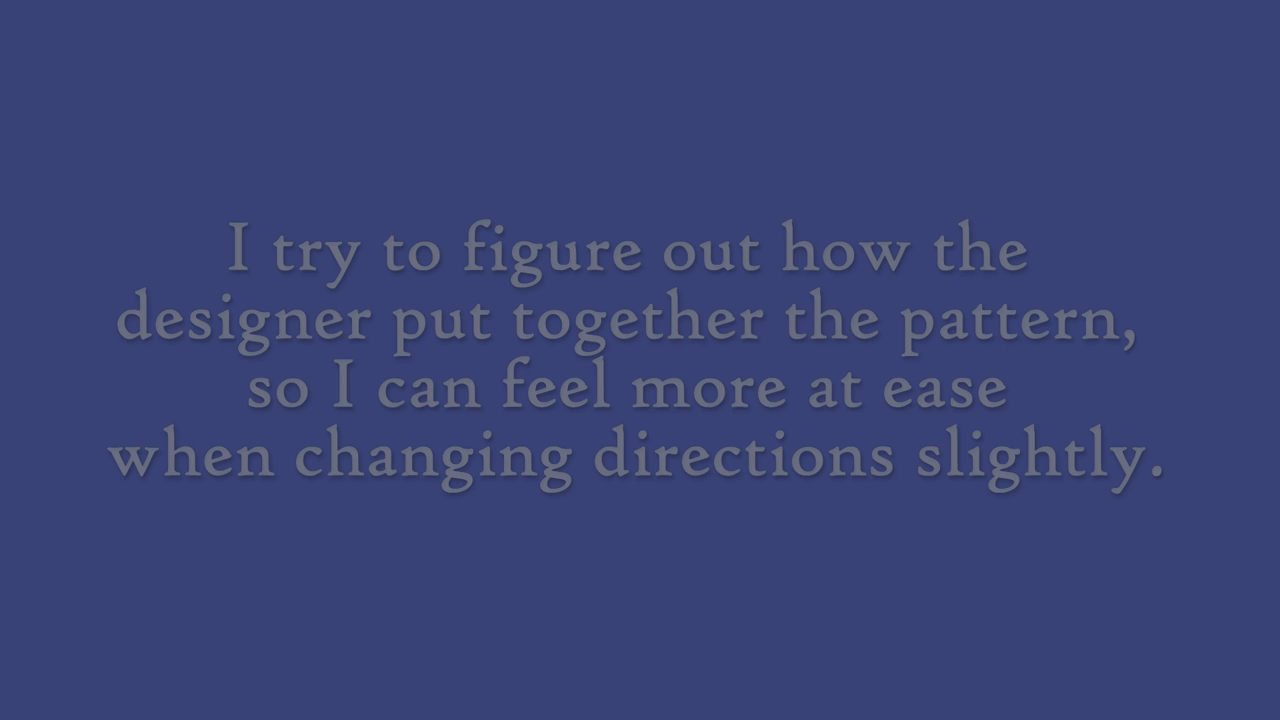 I try to figure out how the
designer put together the pattern,
so I can feel more at ease
when changing directions slightly.